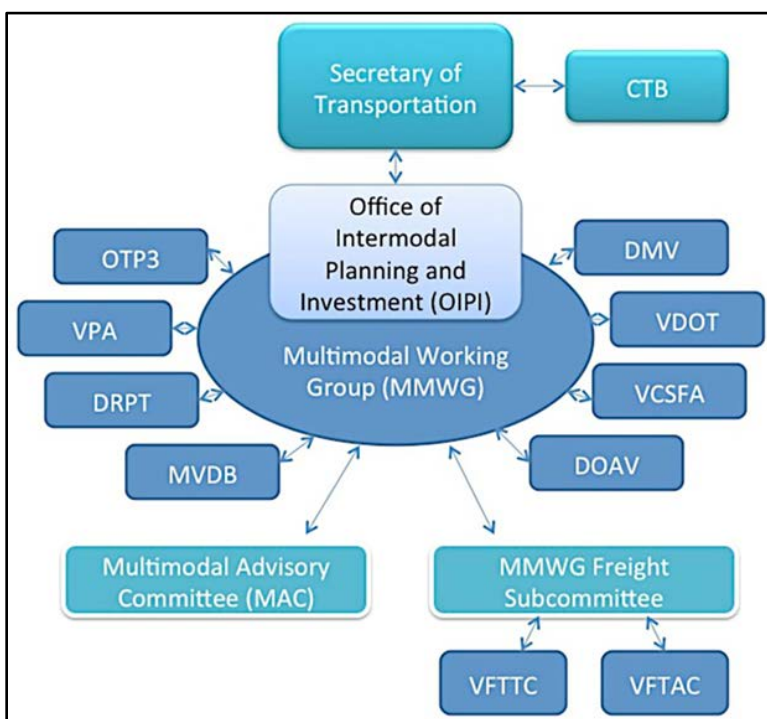 Secretary of
Transportation
CTB
Office of
Intermodal
Planning and
Investment (OIPI)
Multimodal Working
Group (MMWG)
OTP3
VPA
DRPT
MVDB
DMV
VDOT
VCSFA
DOAV
Multimodal Advisory
Committee (MAC)
MMWG Freight
Subcommittee
VFTTC
VFTAC